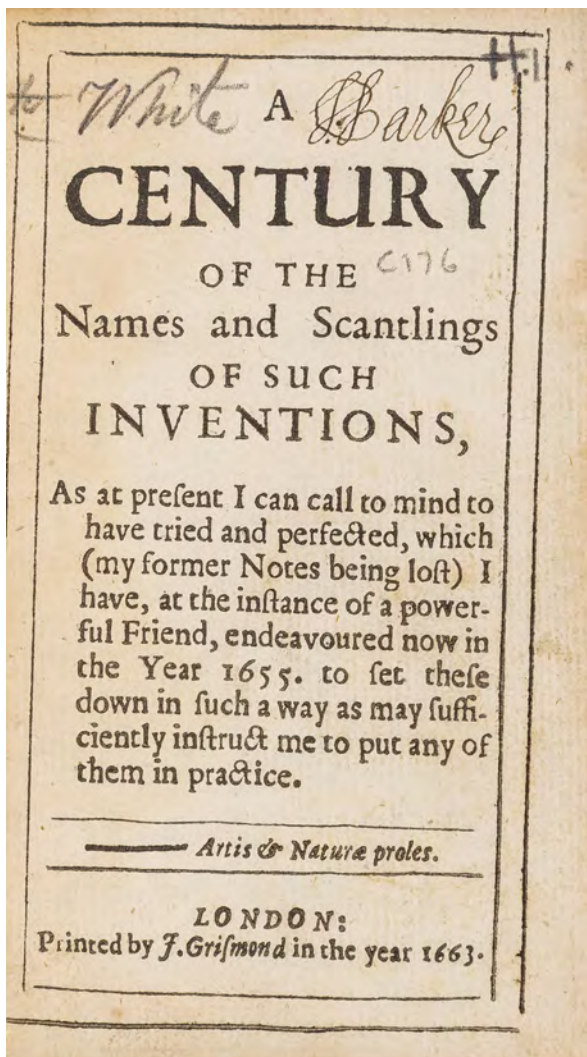 H.1.
to White A J.Barker
CENTURY
OF THE C176
Names and Scantlings
OF SUCH
INVENTIONS,
As at preſent I can call to mind to
have tried and perfected, which
(my former Notes being loſt) I
have, at the inſtance of a power-
ful Friend, endeavoured now in
the Year 1655. to ſet theſe
down in ſuch a way as may ſuffi-
ciently inſtruct me to put any of
them in practice.
Artis & Naturæ proles.
LONDON:
Printed by J.Griſmond in the year 1663.